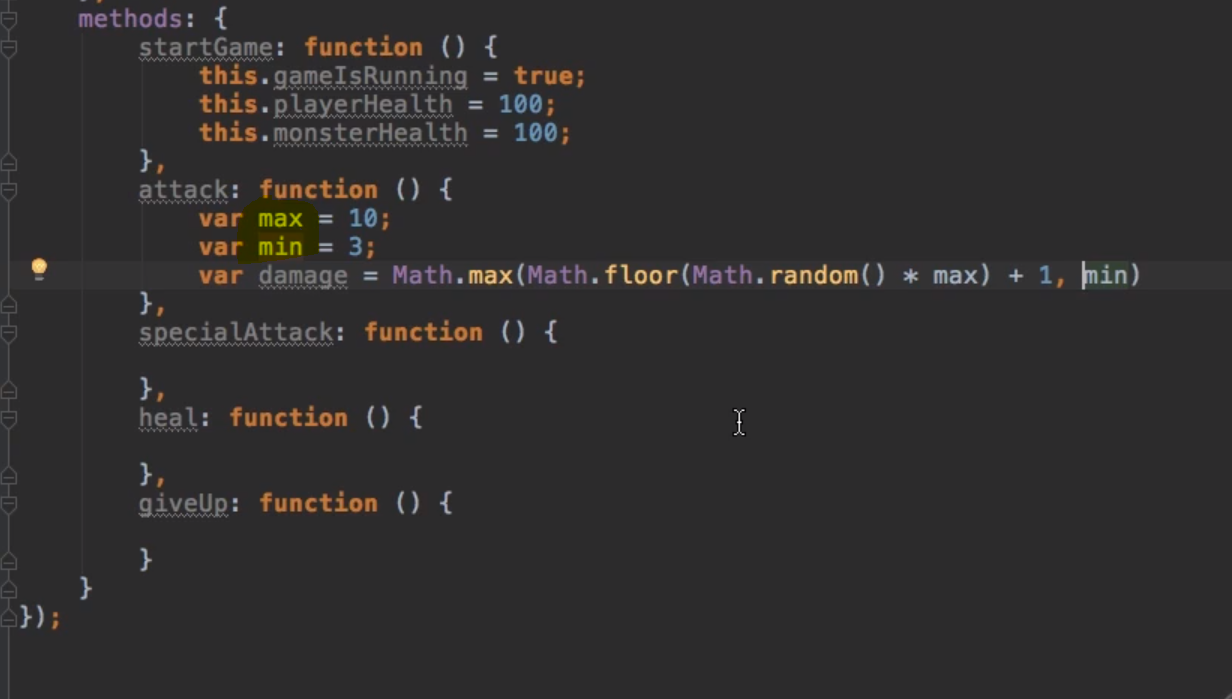 methods: {
startGame: function () {
this.gameIsRunning = true;
this.playerHealth = 100;
this.monsterHealth = 100;
},
attack: function () {
var max = 10;
var min = 3;
var damage = Math.max(Math.floor(Math.random() * max) + 1, min)
},
specialAttack: function () {
},
heal: function () {
},
giveUp: function () {
}
}
});